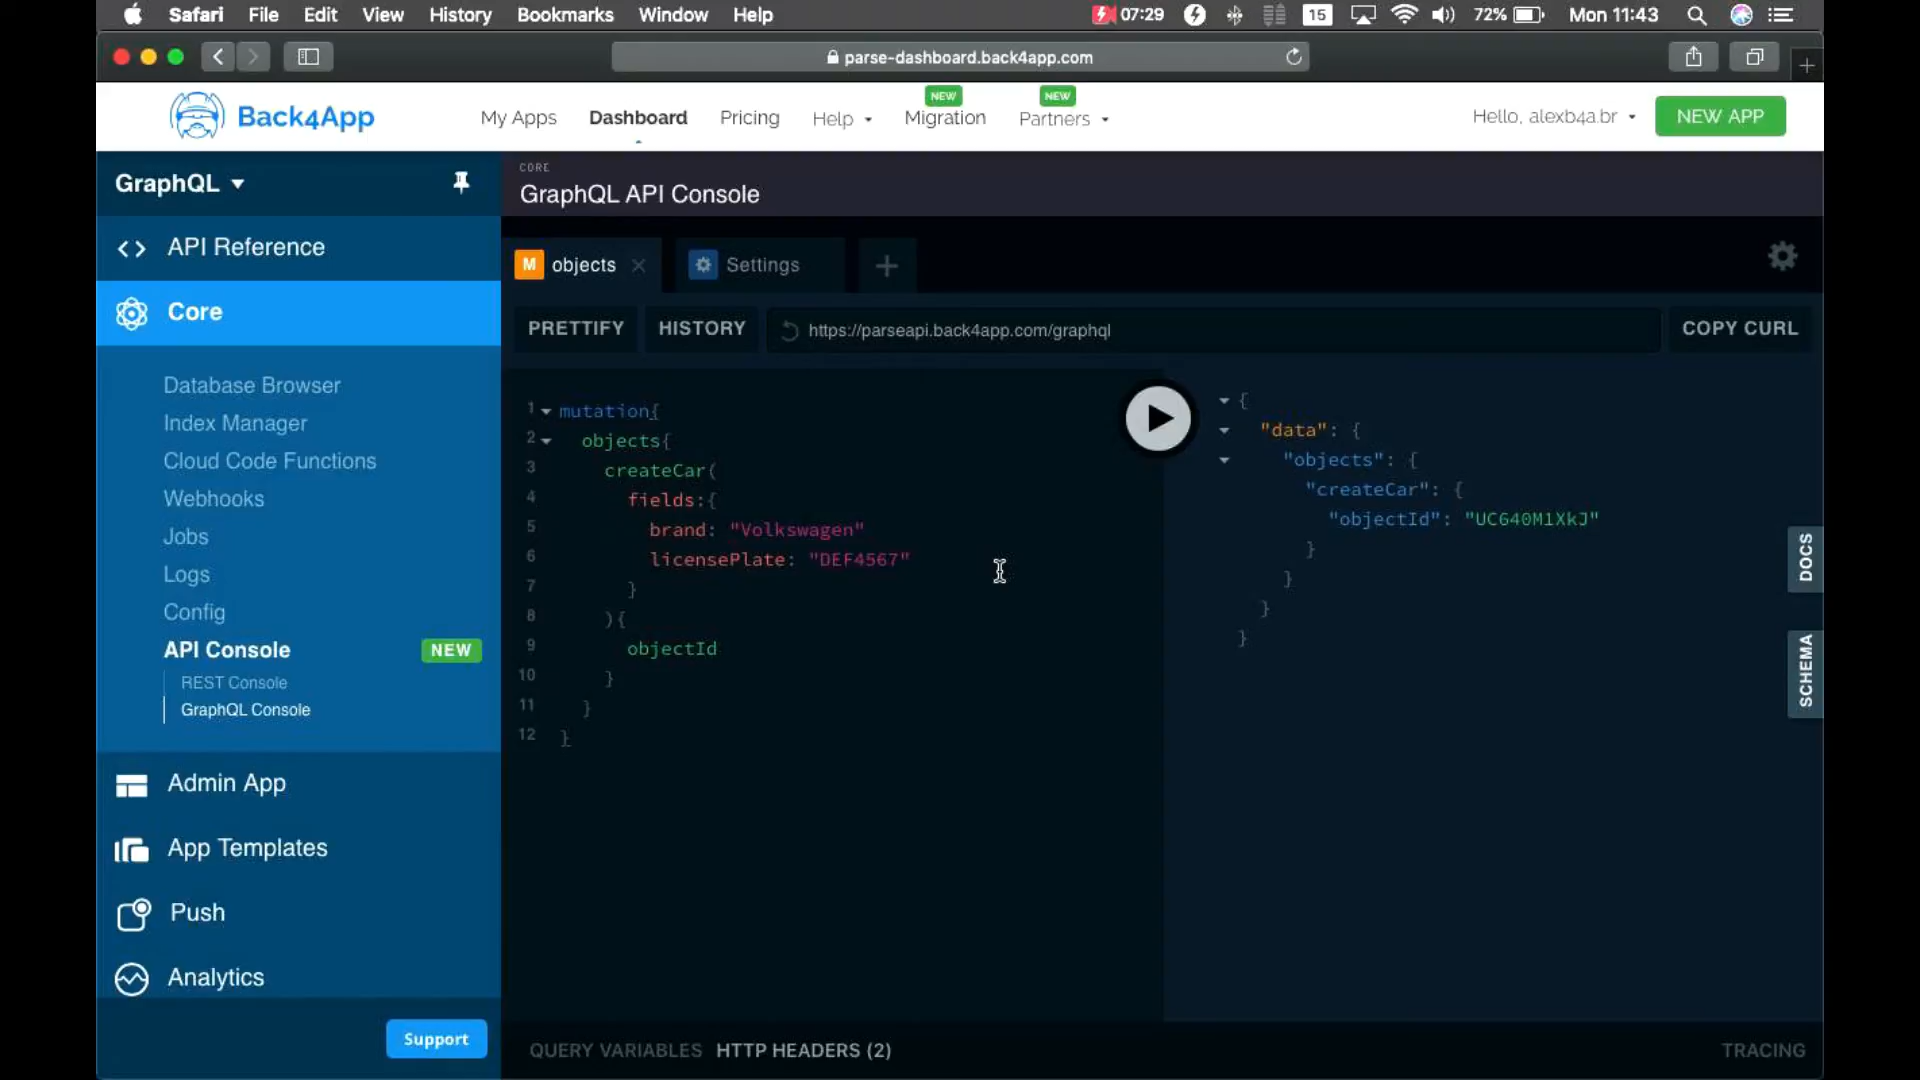 Safari File Edit View History Bookmarks Window Help 07:29 15 72% Mon 11:43
parse-dashboard.back4app.com
Back4App My Apps Dashboard Pricing Help NEW Migration NEW Partners Hello, alexb4a.br NEW APP
GraphQL
CORE
GraphQL API Console
API Reference
Core
Database Browser
Index Manager
Cloud Code Functions
Webhooks
Jobs
Logs
Config
API Console NEW
REST Console
GraphQL Console
Admin App
App Templates
Push
Analytics
Support
M objects Settings
PRETTIFY HISTORY https://parseapi.back4app.com/graphql COPY CURL
1 mutation{
2 objects{
3 createCar(
4 fields:{
5 brand: "Volkswagen"
6 licensePlate: "DEF4567"
7 }
8 ){
9 objectId
10 }
11 }
12 }
{
"data": {
"objects": {
"createCar": {
"objectId": "UC640M1XkJ"
}
}
}
}
DOCS
SCHEMA
QUERY VARIABLES HTTP HEADERS (2) TRACING